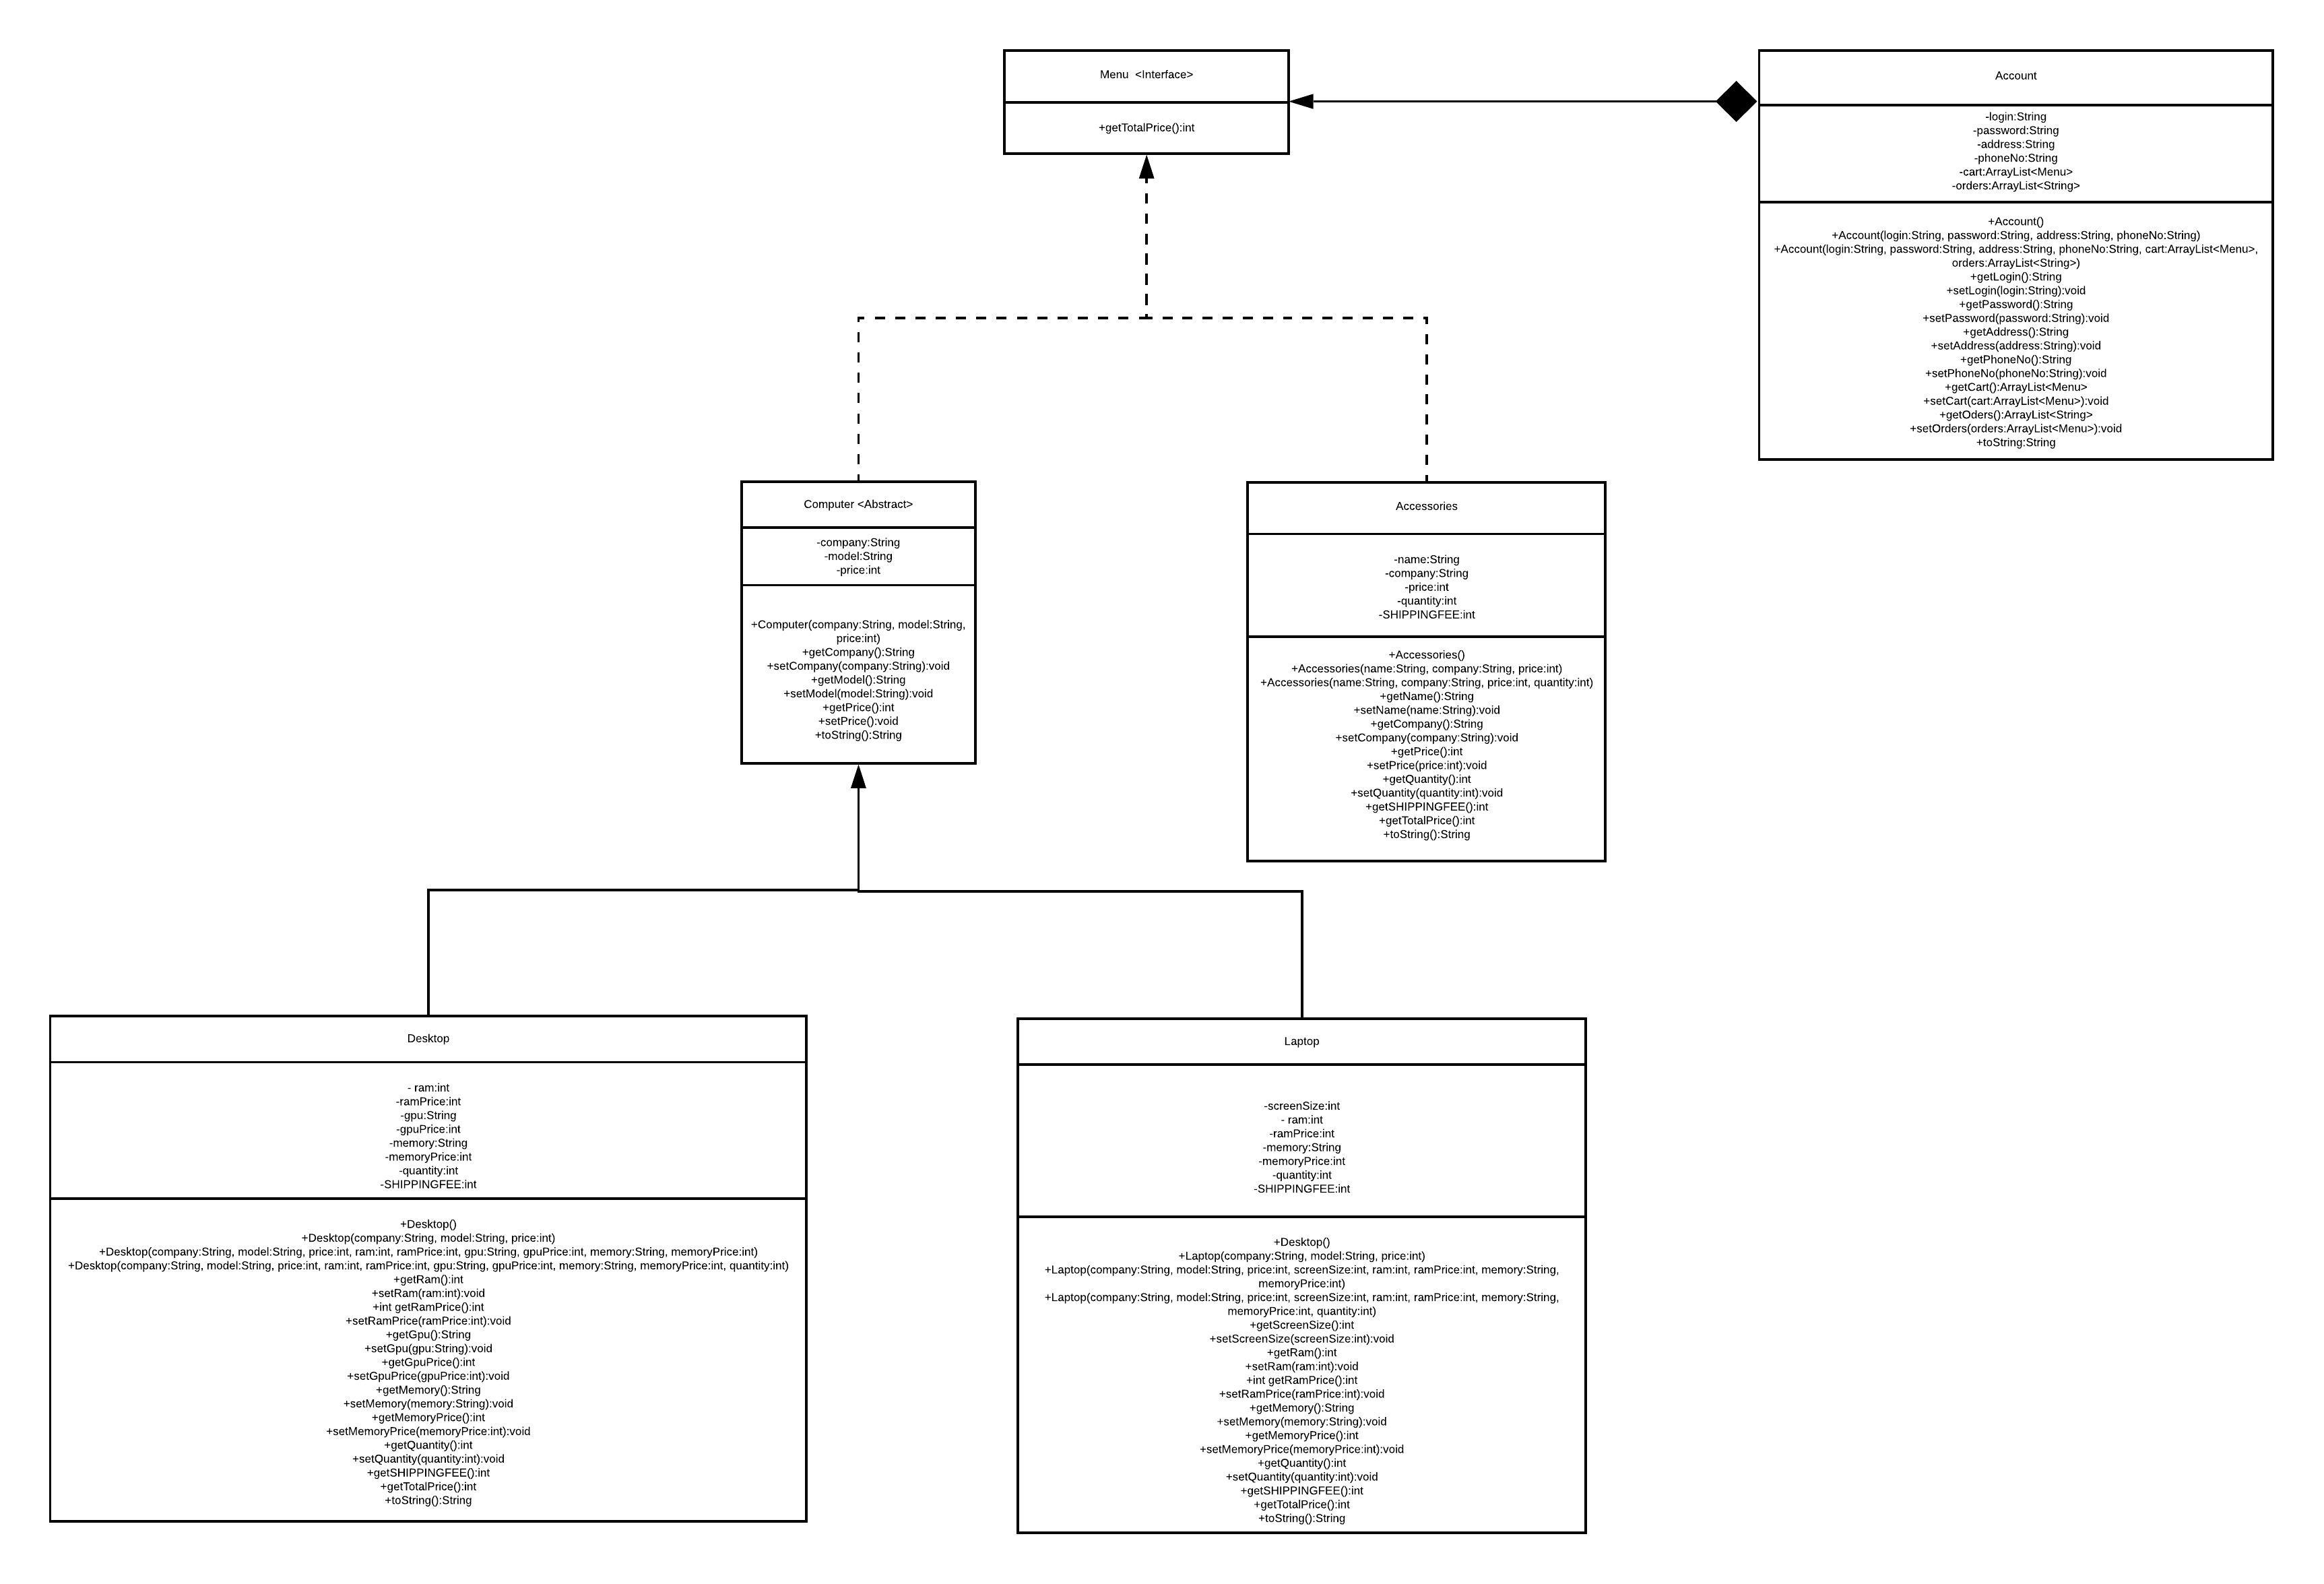 Menu  <Interface>
+getTotalPrice():int
Account
-login:String
-password:String
-address:String
-phoneNo:String
-cart:ArrayList<Menu>
-orders:ArrayList<String>
+Account()
+Account(login:String, password:String, address:String, phoneNo:String)
+Account(login:String, password:String, address:String, phoneNo:String, cart:ArrayList<Menu>,
orders:ArrayList<String>)
+getLogin():String
+setLogin(login:String):void
+getPassword():String
+setPassword(password:String):void
+getAddress():String
+setAddress(address:String):void
+getPhoneNo():String
+setPhoneNo(phoneNo:String):void
+getCart():ArrayList<Menu>
+setCart(cart:ArrayList<Menu>):void
+getOders():ArrayList<String>
+setOrders(orders:ArrayList<Menu>):void
+toString:String
Computer <Abstract>
-company:String
-model:String
-price:int
+Computer(company:String, model:String,
price:int)
+getCompany():String
+setCompany(company:String):void
+getModel():String
+setModel(model:String):void
+getPrice():int
+setPrice():void
+toString():String
Accessories
-name:String
-company:String
-price:int
-quantity:int
-SHIPPINGFEE:int
+Accessories()
+Accessories(name:String, company:String, price:int)
+Accessories(name:String, company:String, price:int, quantity:int)
+getName():String
+setName(name:String):void
+getCompany():String
+setCompany(company:String):void
+getPrice():int
+setPrice(price:int):void
+getQuantity():int
+setQuantity(quantity:int):void
+getSHIPPINGFEE():int
+getTotalPrice():int
+toString():String
Desktop
- ram:int
-ramPrice:int
-gpu:String
-gpuPrice:int
-memory:String
-memoryPrice:int
-quantity:int
-SHIPPINGFEE:int
+Desktop()
+Desktop(company:String, model:String, price:int)
+Desktop(company:String, model:String, price:int, ram:int, ramPrice:int, gpu:String, gpuPrice:int, memory:String, memoryPrice:int)
+Desktop(company:String, model:String, price:int, ram:int, ramPrice:int, gpu:String, gpuPrice:int, memory:String, memoryPrice:int, quantity:int)
+getRam():int
+setRam(ram:int):void
+int getRamPrice():int
+setRamPrice(ramPrice:int):void
+getGpu():String
+setGpu(gpu:String):void
+getGpuPrice():int
+setGpuPrice(gpuPrice:int):void
+getMemory():String
+setMemory(memory:String):void
+getMemoryPrice():int
+setMemoryPrice(memoryPrice:int):void
+getQuantity():int
+setQuantity(quantity:int):void
+getSHIPPINGFEE():int
+getTotalPrice():int
+toString():String
Laptop
-screenSize:int
- ram:int
-ramPrice:int
-memory:String
-memoryPrice:int
-quantity:int
-SHIPPINGFEE:int
+Desktop()
+Laptop(company:String, model:String, price:int)
+Laptop(company:String, model:String, price:int, screenSize:int, ram:int, ramPrice:int, memory:String,
memoryPrice:int)
+Laptop(company:String, model:String, price:int, screenSize:int, ram:int, ramPrice:int, memory:String,
memoryPrice:int, quantity:int)
+getScreenSize():int
+setScreenSize(screenSize:int):void
+getRam():int
+setRam(ram:int):void
+int getRamPrice():int
+setRamPrice(ramPrice:int):void
+getMemory():String
+setMemory(memory:String):void
+getMemoryPrice():int
+setMemoryPrice(memoryPrice:int):void
+getQuantity():int
+setQuantity(quantity:int):void
+getSHIPPINGFEE():int
+getTotalPrice():int
+toString():String